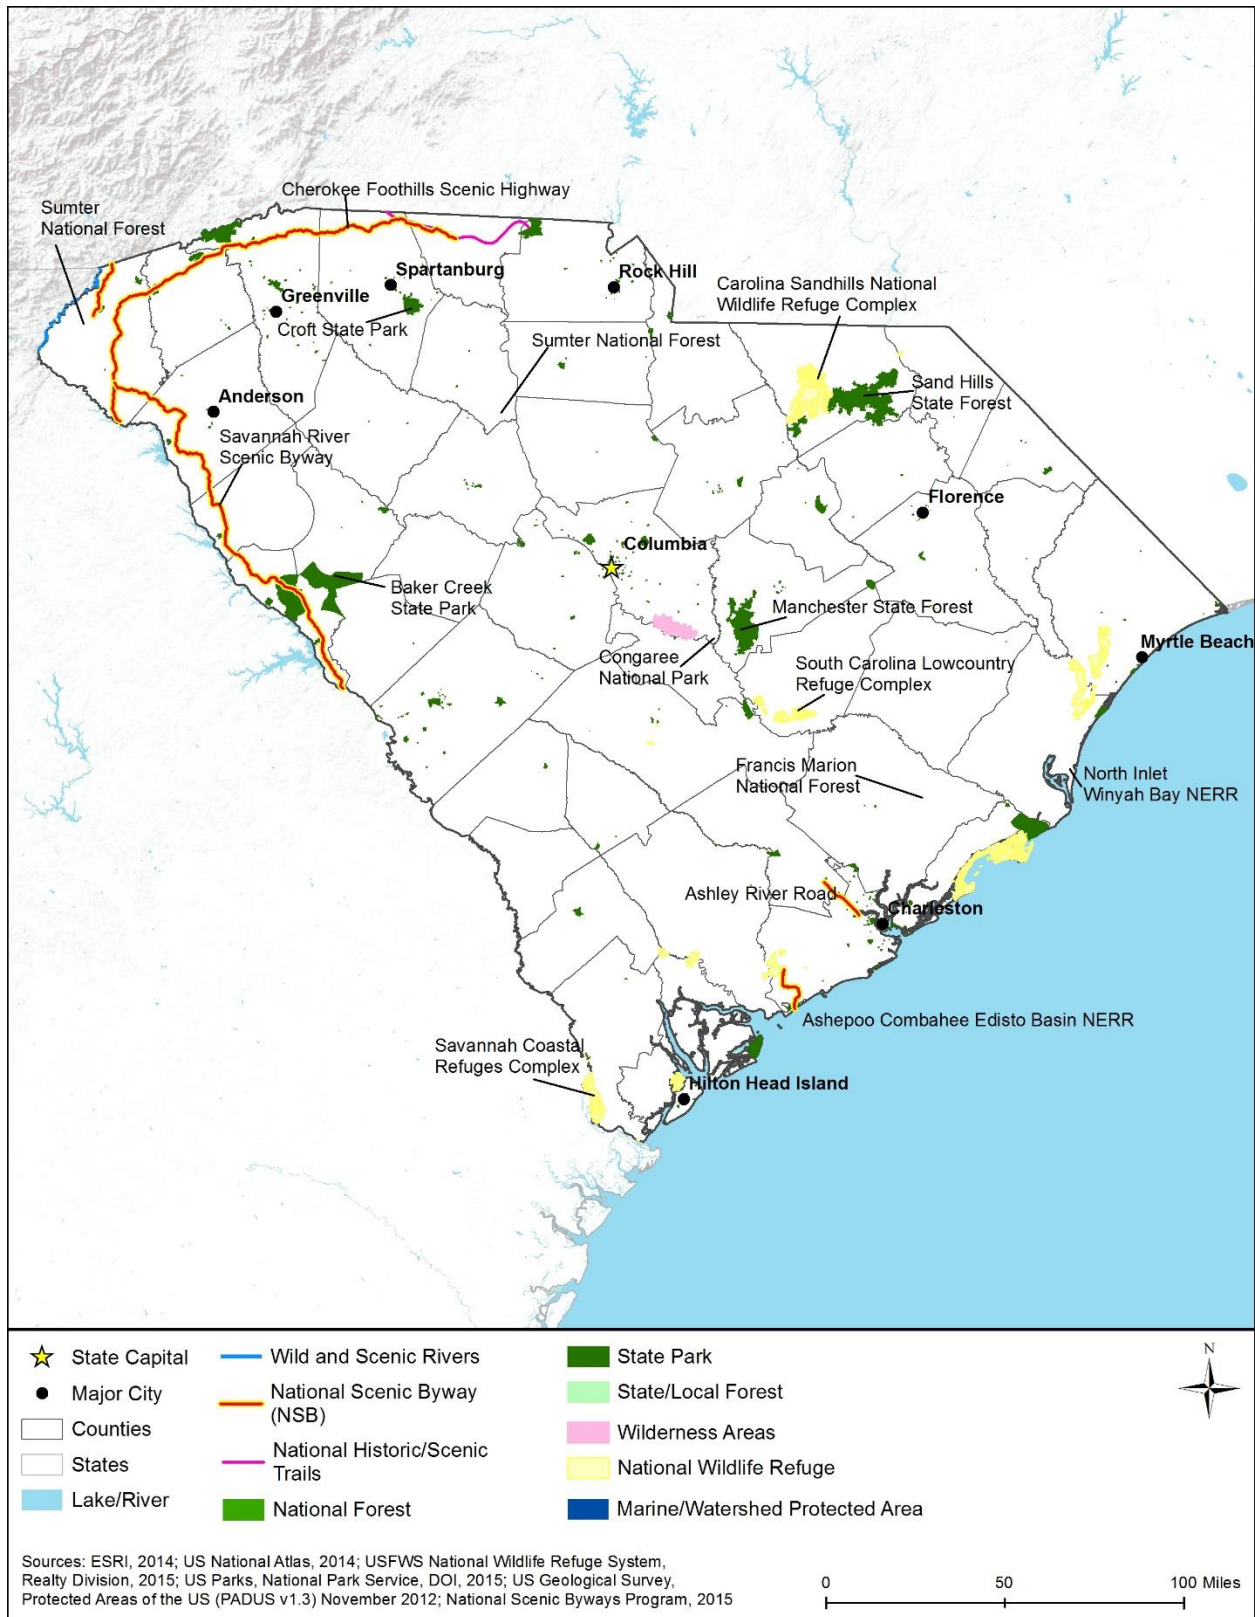 Cherokee Foothills Scenic Highway
Sumter
National Forest
Spartanburg
Rock Hill
Carolina Sandhills National
Wildlife Refuge Complex
Greenville
Croft State Park
Sumter National Forest
Sand Hills
State Forest
Anderson
Savannah River
Scenic Byway
Florence
Columbia
Baker Creek
State Park
Manchester State Forest
Congaree
National Park
South Carolina Lowcountry
Refuge Complex
Myrtle Beach
Francis Marion
National Forest
North Inlet
Winyah Bay NERR
Ashley River Road
Charleston
Ashepoo Combahee Edisto Basin NERR
Savannah Coastal
Refuges Complex
Hilton Head Island
State Capital
Major City
Counties
States
Lake/River
Wild and Scenic Rivers
National Scenic Byway
(NSB)
National Historic/Scenic
Trails
National Forest
State Park
State/Local Forest
Wilderness Areas
National Wildlife Refuge
Marine/Watershed Protected Area
N
Sources: ESRI, 2014; US National Atlas, 2014; USFWS National Wildlife Refuge System,
Realty Division, 2015; US Parks, National Park Service, DOI, 2015; US Geological Survey,
Protected Areas of the US (PADUS v1.3) November 2012; National Scenic Byways Program, 2015
0 50 100 Miles